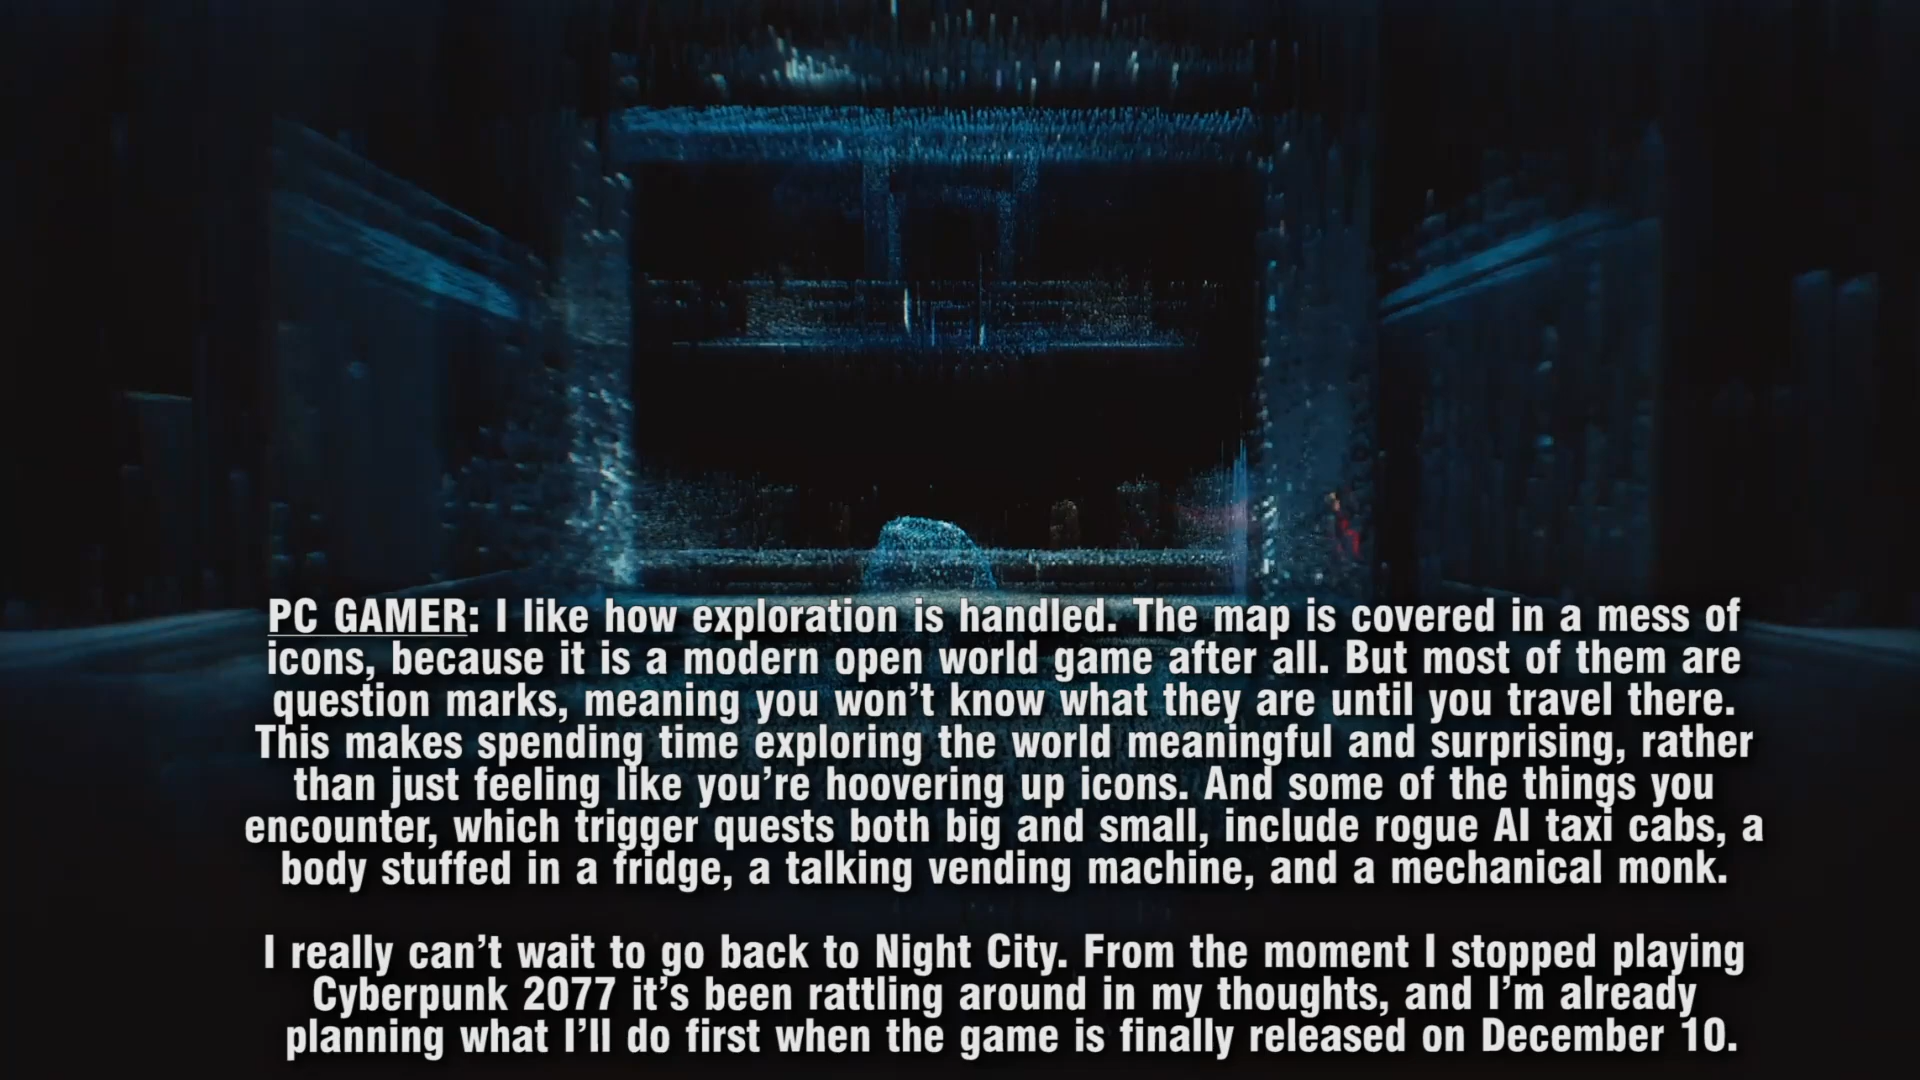 PC GAMER: I like how exploration is handled. The map is covered in a mess of
icons, because it is a modern open world game after all. But most of them are
question marks, meaning you won’t know what they are until you travel there.
This makes spending time exploring the world meaningful and surprising, rather
than just feeling like you’re hoovering up icons. And some of the things you
encounter, which trigger quests both big and small, include rogue AI taxi cabs, a
body stuffed in a fridge, a talking vending machine, and a mechanical monk.
I really can’t wait to go back to Night City. From the moment I stopped playing
Cyberpunk 2077 it’s been rattling around in my thoughts, and I’m already
planning what I’ll do first when the game is finally released on December 10.